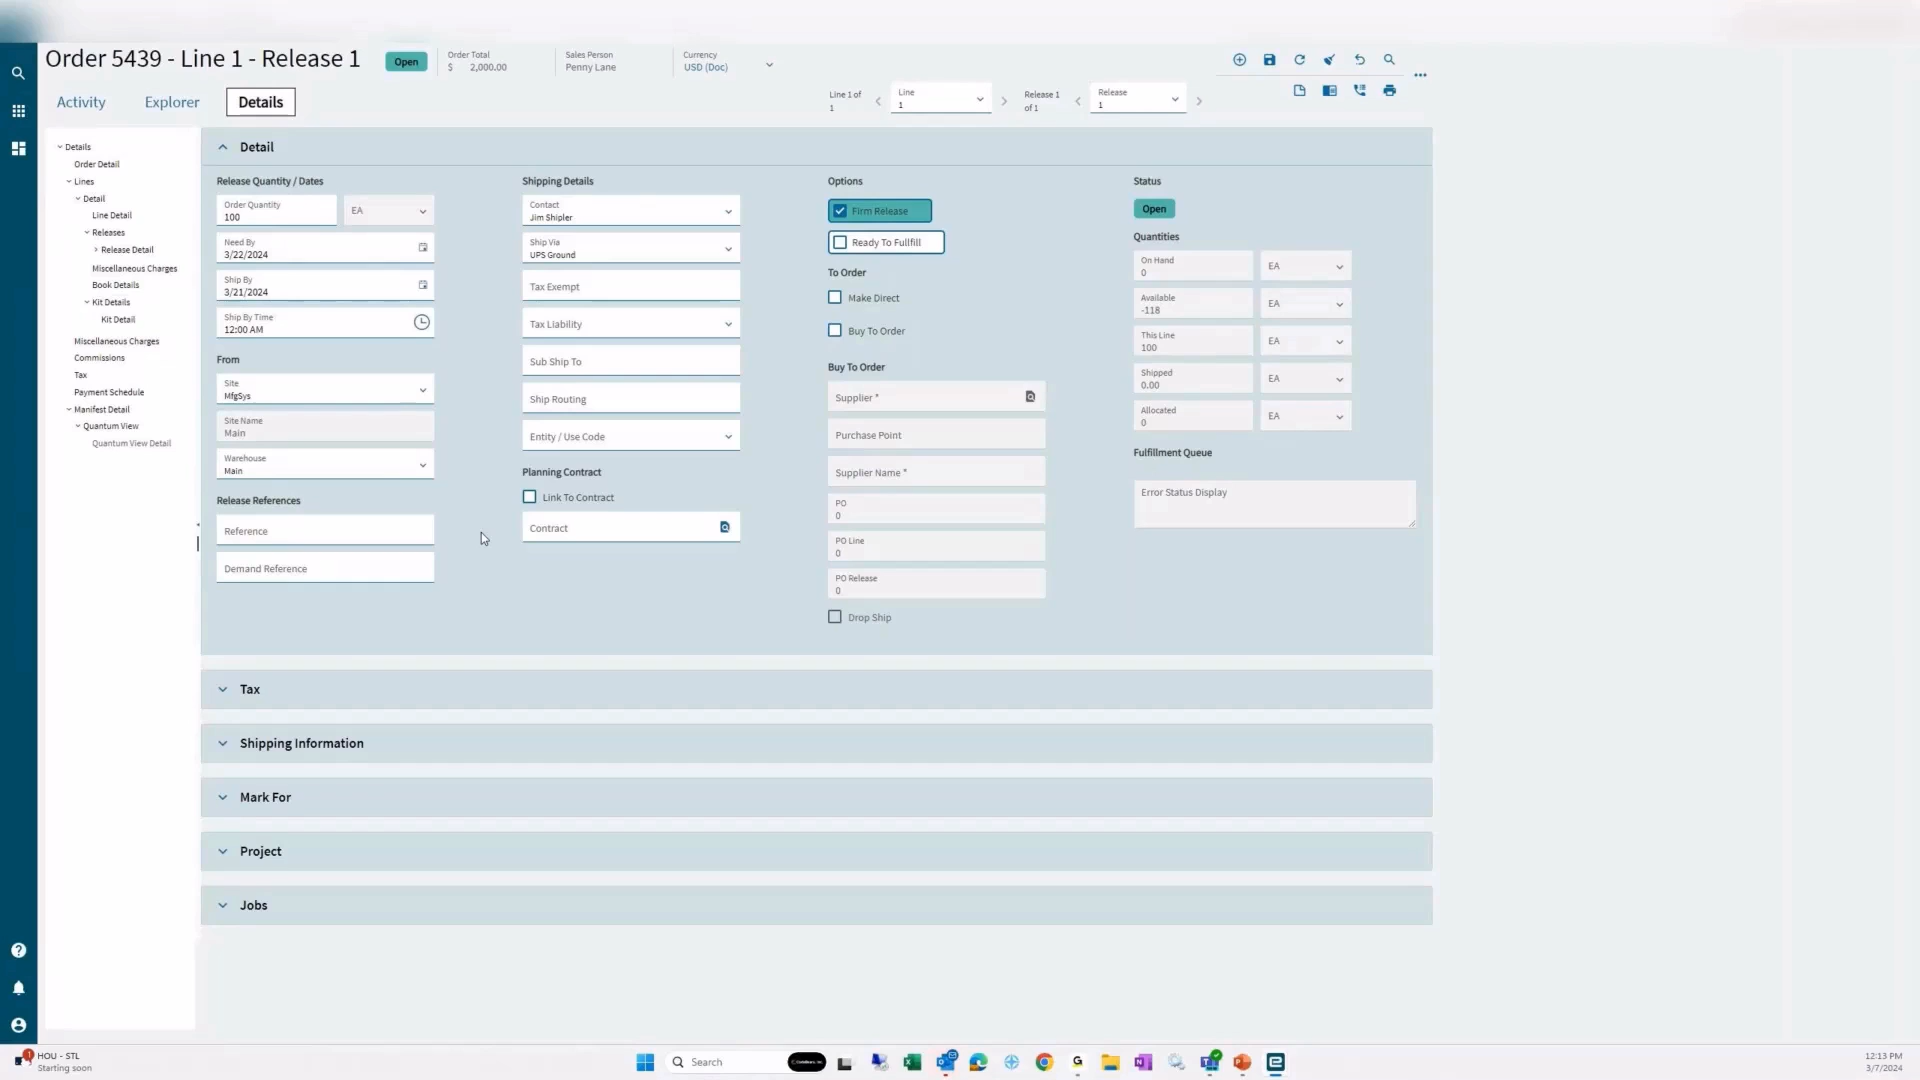 Order 5439 - Line 1 - Release 1
Open
Order Total
$ 2,000.00
Sales Person
Penny Lane
Currency
USD (Doc)
Activity
Explorer
Details
Line 1 of
1
Line
1
Release 1
of 1
Release
1
Details
Order Detail
Lines
Detail
Line Detail
Releases
Release Detail
Miscellaneous Charges
Book Details
Kit Details
Kit Detail
Miscellaneous Charges
Commissions
Tax
Payment Schedule
Manifest Detail
Quantum View
Quantum View Detail
Detail
Release Quantity / Dates
Order Quantity
100
EA
Need By
3/22/2024
Ship By
3/21/2024
Ship By Time
12:00 AM
From
Site
MfgSys
Site Name
Main
Warehouse
Main
Release References
Reference
Demand Reference
Shipping Details
Contact
Jim Shipler
Ship Via
UPS Ground
Tax Exempt
Tax Liability
Sub Ship To
Ship Routing
Entity / Use Code
Planning Contract
Link To Contract
Contract
Options
Firm Release
Ready To Fullfill
To Order
Make Direct
Buy To Order
Buy To Order
Supplier *
Purchase Point
Supplier Name *
PO
0
PO Line
0
PO Release
0
Drop Ship
Status
Open
Quantities
On Hand
0
EA
Available
-118
EA
This Line
100
EA
Shipped
0.00
EA
Allocated
0
EA
Fulfillment Queue
Error Status Display
Tax
Shipping Information
Mark For
Project
Jobs
1
HOU - STL
Starting soon
Search
12:13 PM
3/7/2024